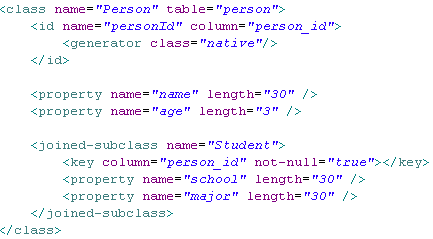 <class name="Person" table="person">
    <id name="personId" column="person_id">
        <generator class="native"/>
    </id>

    <property name="name" length="30" />
    <property name="age" length="3" />

    <joined-subclass name="Student">
        <key column="person_id" not-null="true"></key>
        <property name="school" length="30" />
        <property name="major" length="30" />
    </joined-subclass>
</class>